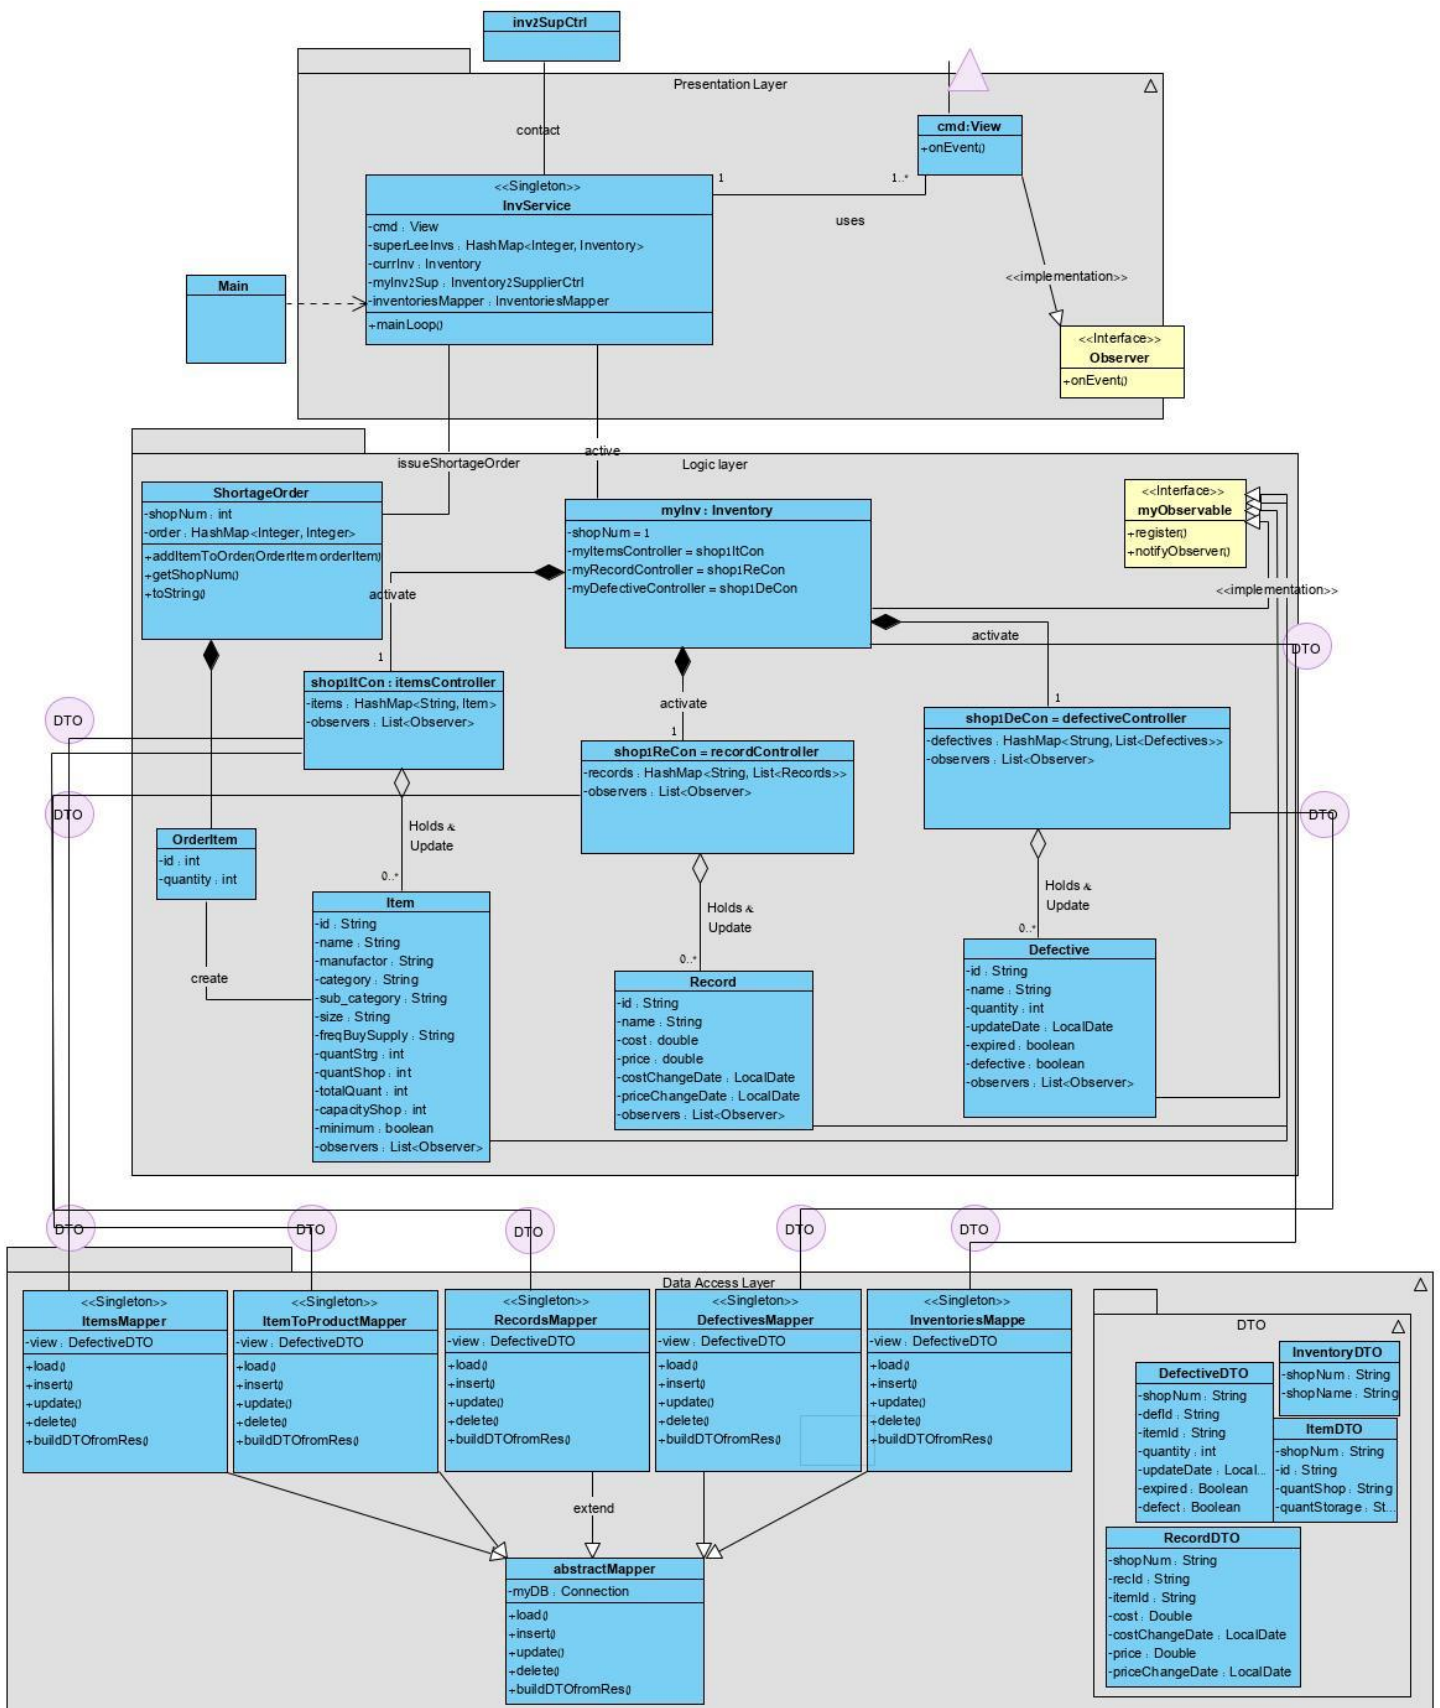 inv2SupCtrl
Presentation Layer
contact
cmd:View
+onEvent()
<<Singleton>>
InvService
-cmd : View
-superLeeInvs : HashMap<Integer, Inventory>
-currInv : Inventory
-myInv2Sup : Inventory2SupplierCtrl
-inventoriesMapper : InventoriesMapper
+mainLoop()
1
1..*
uses
Main
<<implementation>>
<<Interface>>
Observer
+onEvent()
issueShortageOrder
active
Logic layer
ShortageOrder
-shopNum : int
-order : HashMap<Integer, Integer>
+addItemToOrder(OrderItem orderItem)
+getShopNum()
+toString()
myInv : Inventory
-shopNum = 1
-myItemsController = shop1ItCon
-myRecordController = shop1ReCon
-myDefectiveController = shop1DeCon
<<Interface>>
myObservable
+register()
+notifyObserver()
<<implementation>>
activate
1
activate
1
activate
1
DTO
shop1ItCon : itemsController
-items : HashMap<String, Item>
-observers : List<Observer>
shop1ReCon = recordController
-records : HashMap<String, List<Records>>
-observers : List<Observer>
shop1DeCon = defectiveController
-defectives : HashMap<Strung, List<Defectives>>
-observers : List<Observer>
DTO
DTO
DTO
OrderItem
-id : int
-quantity : int
Holds &
Update
0..*
Holds &
Update
0..*
Holds &
Update
0..*
create
Item
-id : String
-name : String
-manufactor : String
-category : String
-sub_category : String
-size : String
-freqBuySupply : String
-quantStrg : int
-quantShop : int
-totalQuant : int
-capacityShop : int
-minimum : boolean
-observers : List<Observer>
Record
-id : String
-name : String
-cost : double
-price : double
-costChangeDate : LocalDate
-priceChangeDate : LocalDate
-observers : List<Observer>
Defective
-id : String
-name : String
-quantity : int
-updateDate : LocalDate
-expired : boolean
-defective : boolean
-observers : List<Observer>
DTO
DTO
DTO
DTO
DTO
Data Access Layer
<<Singleton>>
ItemsMapper
-view : DefectiveDTO
+load()
+insert()
+update()
+delete()
+buildDTOfromRes()
<<Singleton>>
ItemToProductMapper
-view : DefectiveDTO
+load()
+insert()
+update()
+delete()
+buildDTOfromRes()
<<Singleton>>
RecordsMapper
-view : DefectiveDTO
+load()
+insert()
+update()
+delete()
+buildDTOfromRes()
<<Singleton>>
DefectivesMapper
-view : DefectiveDTO
+load()
+insert()
+update()
+delete()
+buildDTOfromRes()
<<Singleton>>
InventoriesMappe
-view : DefectiveDTO
+load()
+insert()
+update()
+delete()
+buildDTOfromRes()
extend
abstractMapper
-myDB : Connection
+load()
+insert()
+update()
+delete()
+buildDTOfromRes()
DTO
InventoryDTO
-shopNum : String
-shopName : String
DefectiveDTO
-shopNum : String
-defId : String
-itemId : String
-quantity : int
-updateDate : Local...
-expired : Boolean
-defect : Boolean
ItemDTO
-shopNum : String
-id : String
-quantShop : String
-quantStorage : St...
RecordDTO
-shopNum : String
-recId : String
-itemId : String
-cost : Double
-costChangeDate : LocalDate
-price : Double
-priceChangeDate : LocalDate